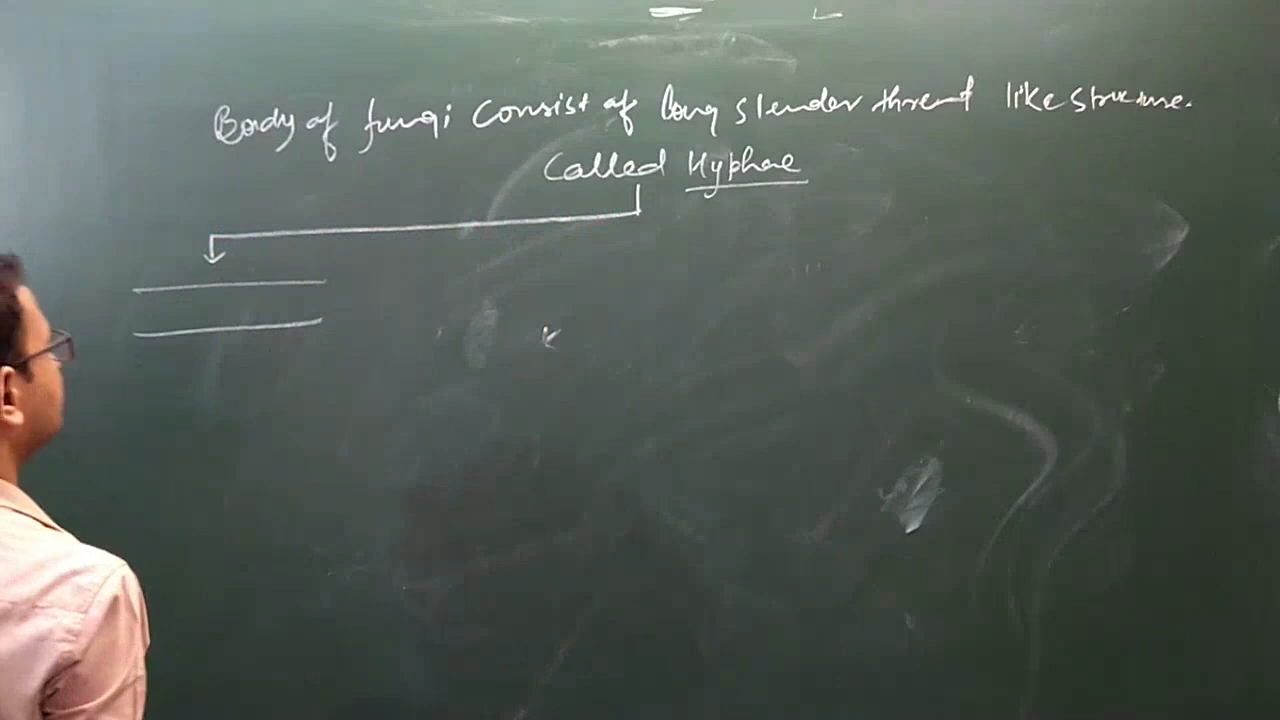 Body of fungi consist of long slender thread like structure.
Called Hyphae